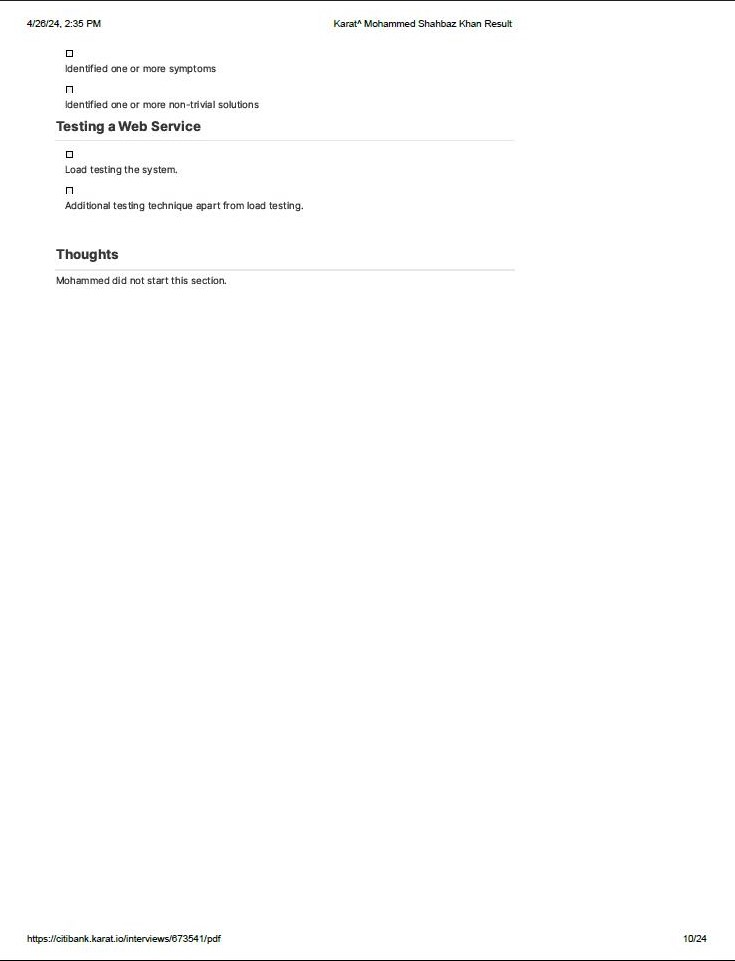 4/26/24, 2:35 PM
Karat^ Mohammed Shahbaz Khan Result
Identified one or more symptoms
Identified one or more non-trivial solutions
Testing a Web Service
Load testing the system.
Additional testing technique apart from load testing.
Thoughts
Mohammed did not start this section.
https://citibank.karat.io/interviews/673541/pdf
10/24